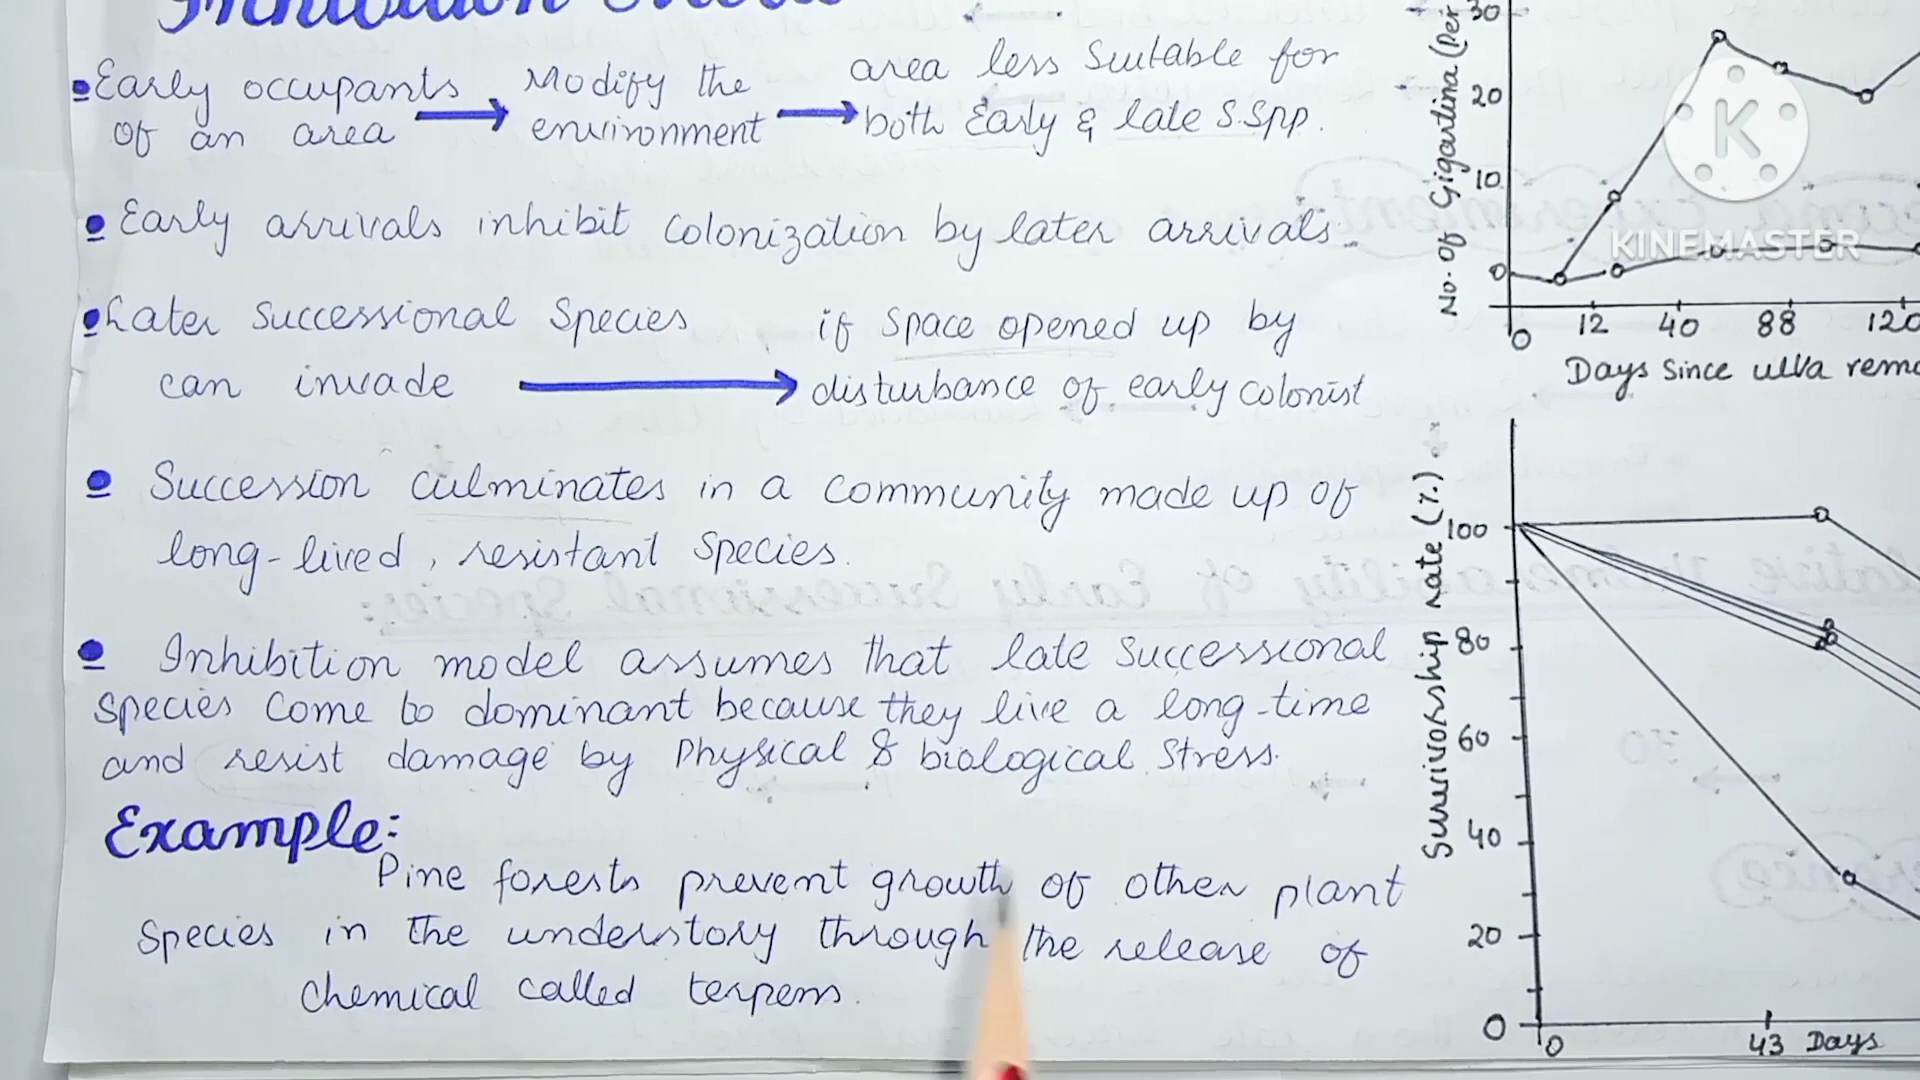 Inhibition Model
• Early occupants of an area → Modify the environment → area less Suitable for both Early & late S.Spp.
• Early arrivals inhibit colonization by later arrivals.
• Later Successional Species can invade → if space opened up by disturbance of early colonist
• Succession culminates in a community made up of
long-lived, resistant species.
• Inhibition model assumes that late successional
species come to dominant because they live a long-time
and resist damage by Physical & biological stress.
Example:
Pine forests prevent growth of other plant
Species in the understory through the release of
chemical called terpens.
No. of Gigartina (Per
30
20
10
0
0 12 40 88 120
Days Since ulva remo
K
KINEMASTER
Survivorship rate (%)
100
80
60
40
20
0
0 43 Days